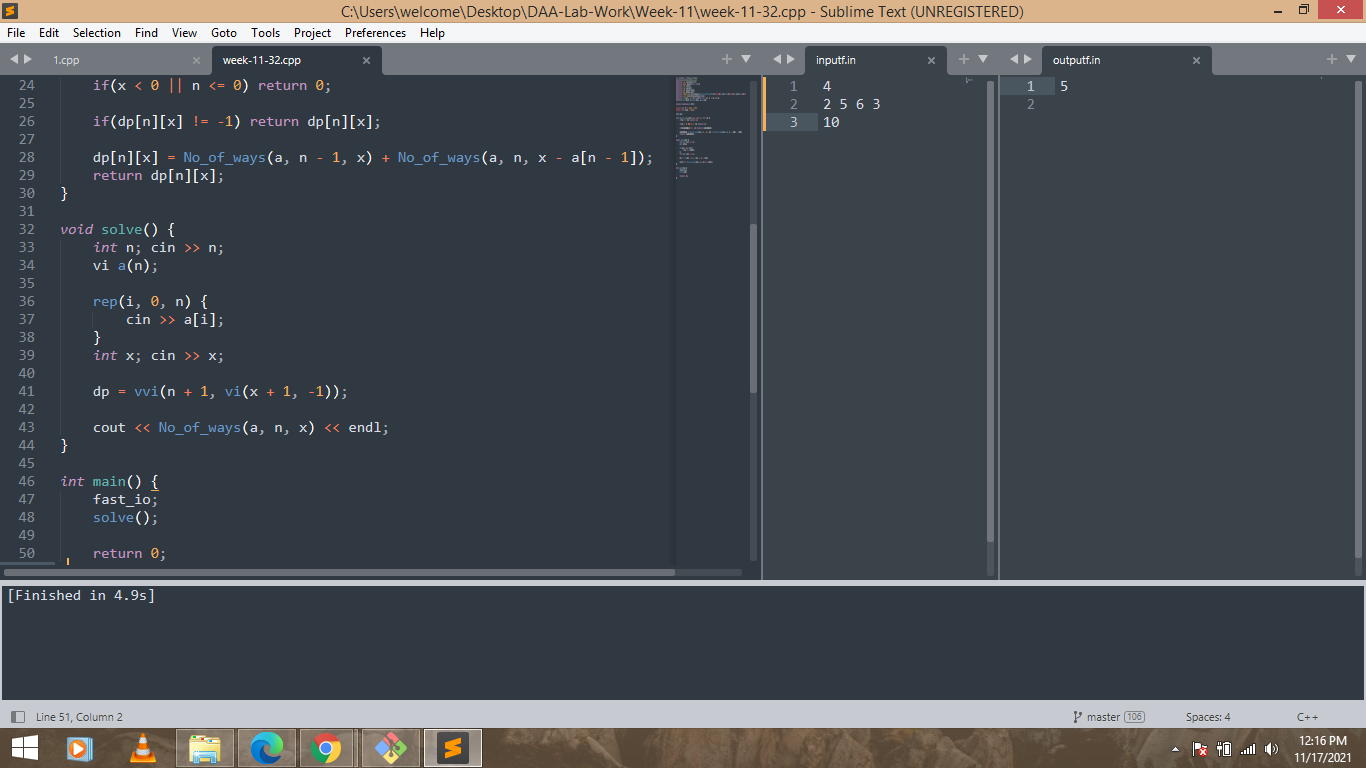 C:\Users\welcome\Desktop\DAA-Lab-Work\Week-11\week-11-32.cpp - Sublime Text (UNREGISTERED)
File Edit Selection Find View Goto Tools Project Preferences Help
1.cpp
week-11-32.cpp
24 if(x < 0 || n <= 0) return 0;
25
26 if(dp[n][x] != -1) return dp[n][x];
27
28 dp[n][x] = No_of_ways(a, n - 1, x) + No_of_ways(a, n, x - a[n - 1]);
29 return dp[n][x];
30 }
31
32 void solve() {
33 int n; cin >> n;
34 vi a(n);
35
36 rep(i, 0, n) {
37 cin >> a[i];
38 }
39 int x; cin >> x;
40
41 dp = vvi(n + 1, vi(x + 1, -1));
42
43 cout << No_of_ways(a, n, x) << endl;
44 }
45
46 int main() {
47 fast_io;
48 solve();
49
50 return 0;
inputf.in
1 4
2 2 5 6 3
3 10
outputf.in
1 5
2
[Finished in 4.9s]
Line 51, Column 2
master 106
Spaces: 4
C++
12:16 PM
11/17/2021